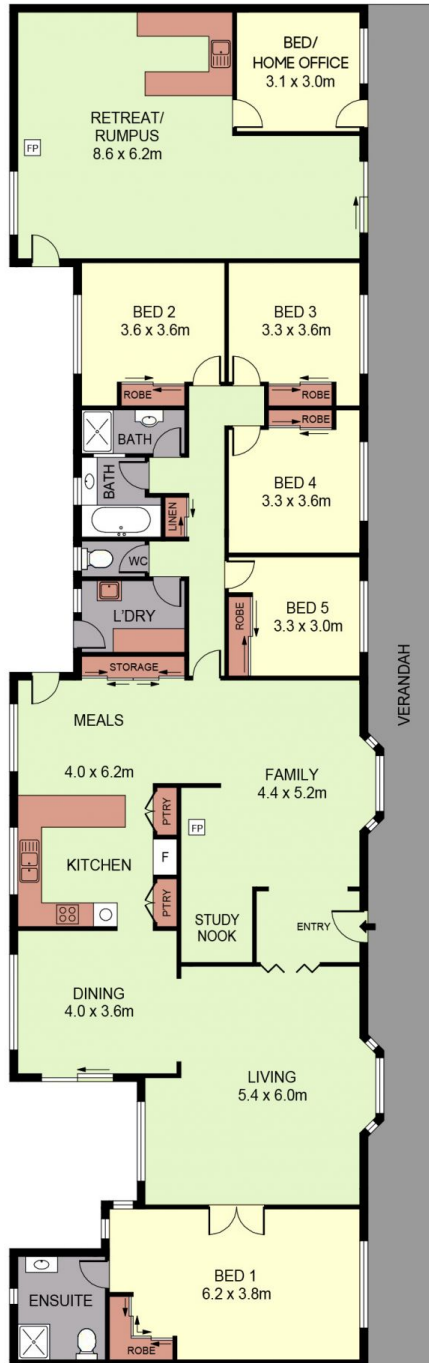 BED/
HOME OFFICE
3.1 x 3.0m
RETREAT/
RUMPUS
8.6 x 6.2m
FP
BED 2
3.6 x 3.6m
ROBE
BED 3
3.3 x 3.6m
ROBE
BATH
ROBE
BED 4
3.3 x 3.6m
BATH
LINEN
WC
L'DRY
BED 5
3.3 x 3.0m
ROBE
STORAGE
VERANDAH
MEALS
4.0 x 6.2m
FAMILY
4.4 x 5.2m
P'TRY
FP
F
KITCHEN
P'TRY
STUDY
NOOK
ENTRY
DINING
4.0 x 3.6m
LIVING
5.4 x 6.0m
BED 1
6.2 x 3.8m
ENSUITE
ROBE